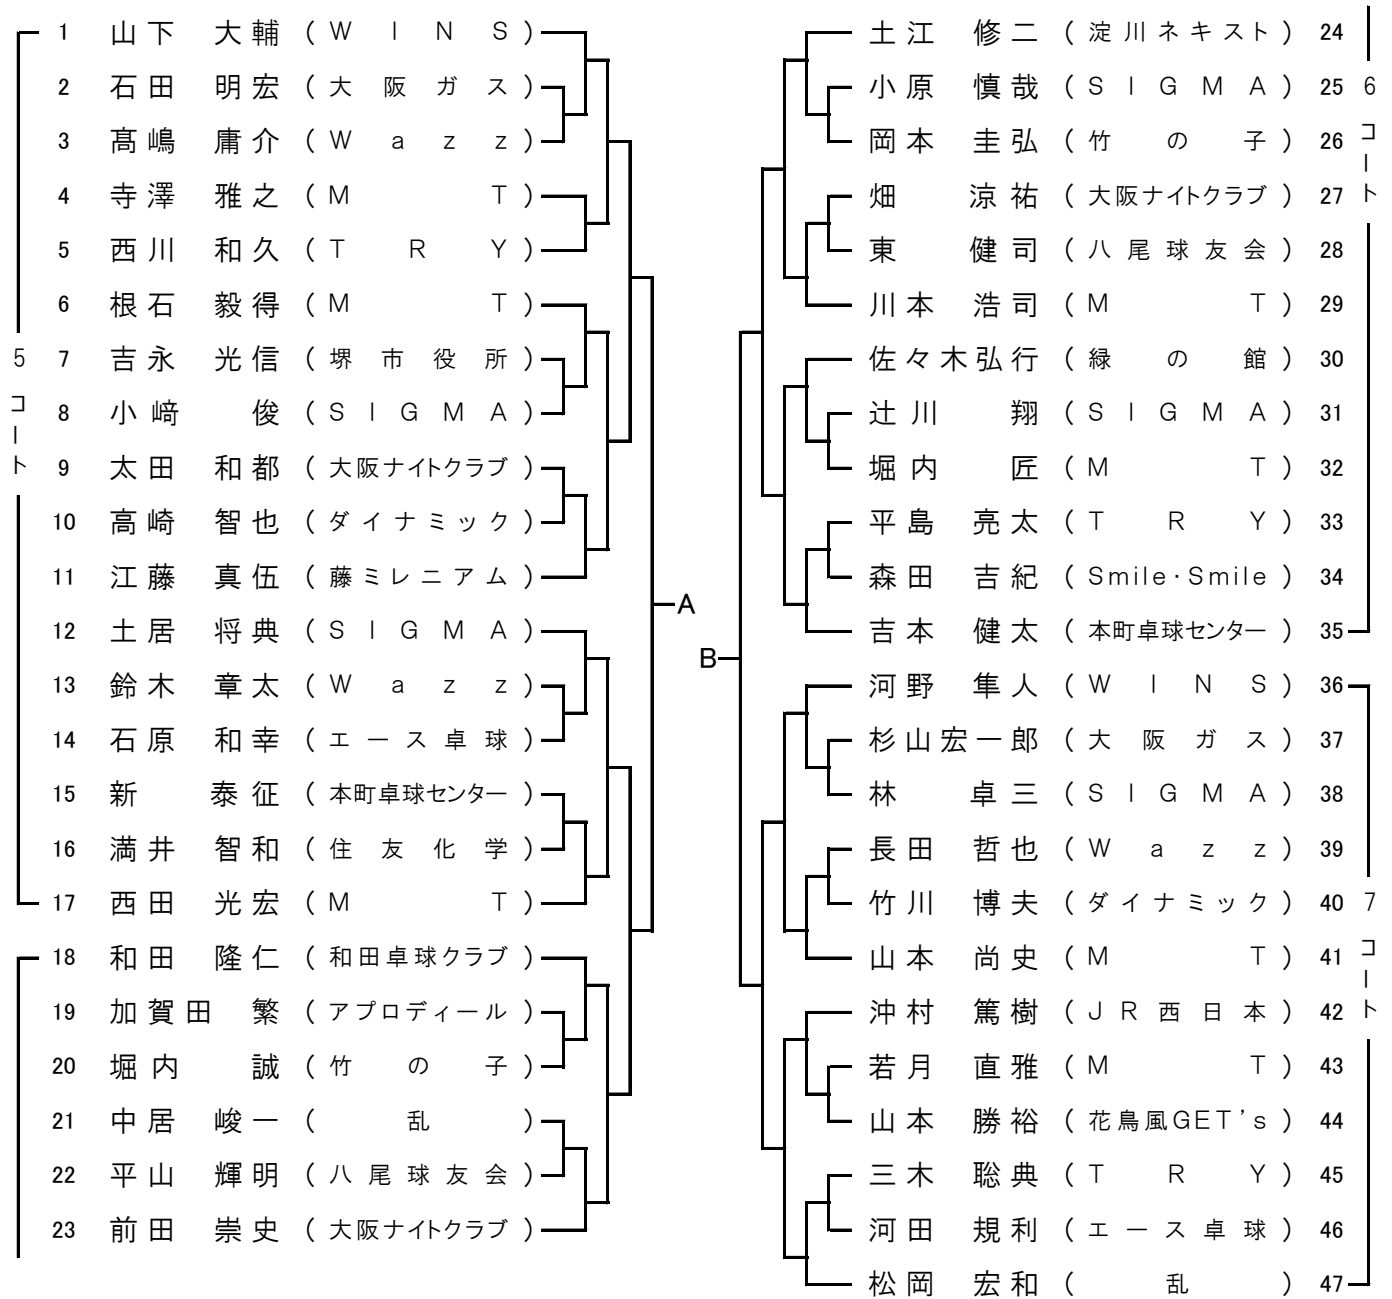 1 山下 大輔 (WINS)
2 石田 明宏 (大阪ガス)
3 髙嶋 庸介 (Wazz)
4 寺澤 雅之 (MT)
5 西川 和久 (TRY)
6 根石 毅得 (MT)
7 吉永 光信 (堺市役所)
8 小﨑 俊 (SIGMA)
9 太田 和都 (大阪ナイトクラブ)
10 高崎 智也 (ダイナミック)
11 江藤 真伍 (藤ミレニアム)
12 土居 将典 (SIGMA)
13 鈴木 章太 (Wazz)
14 石原 和幸 (エース卓球)
15 新 泰征 (本町卓球センター)
16 満井 智和 (住友化学)
17 西田 光宏 (MT)
18 和田 隆仁 (和田卓球クラブ)
19 加賀田 繁 (アプロディール)
20 堀内 誠 (竹の子)
21 中居 峻一 (乱)
22 平山 輝明 (八尾球友会)
23 前田 崇史 (大阪ナイトクラブ)
5コート
A
B
土江 修二 (淀川ネキスト) 24
小原 慎哉 (SIGMA) 25
岡本 圭弘 (竹の子) 26
畑 涼祐 (大阪ナイトクラブ) 27
東 健司 (八尾球友会) 28
川本 浩司 (MT) 29
佐々木弘行 (緑の館) 30
辻川 翔 (SIGMA) 31
堀内 匠 (MT) 32
平島 亮太 (TRY) 33
森田 吉紀 (Smile・Smile) 34
吉本 健太 (本町卓球センター) 35
河野 隼人 (WINS) 36
杉山宏一郎 (大阪ガス) 37
林 卓三 (SIGMA) 38
長田 哲也 (Wazz) 39
竹川 博夫 (ダイナミック) 40
山本 尚史 (MT) 41
沖村 篤樹 (JR西日本) 42
若月 直雅 (MT) 43
山本 勝裕 (花鳥風GET's) 44
三木 聡典 (TRY) 45
河田 規利 (エース卓球) 46
松岡 宏和 (乱) 47
6コート
7コート